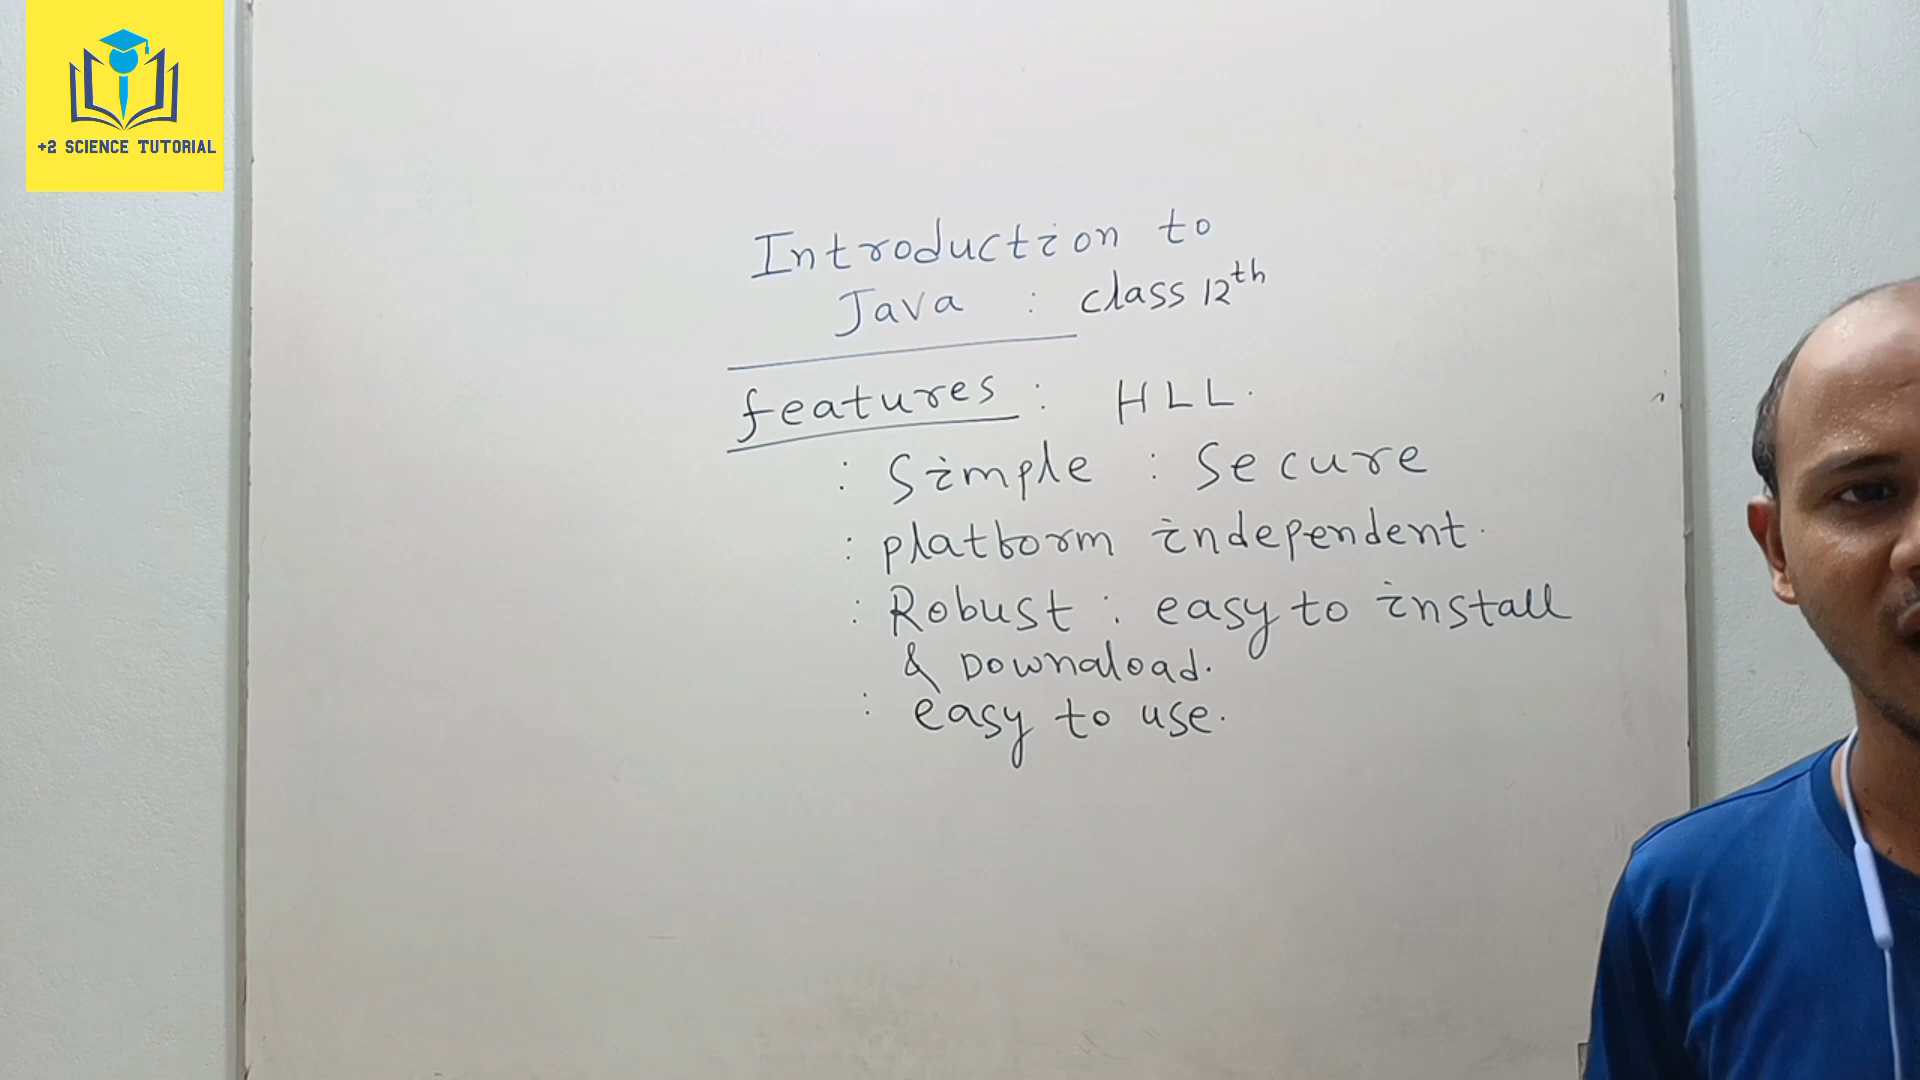 +2 SCIENCE TUTORIAL
Introduction to
Java : class 12th
features : HLL.
: Simple : Secure
: platform independent.
: Robust : easy to install
& Downaload.
: easy to use.